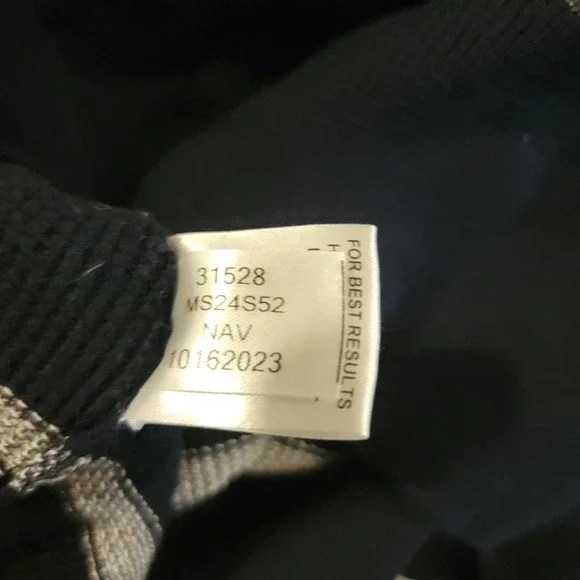 31528
MS24S52
NAV
10162023
FOR BEST RESULTS